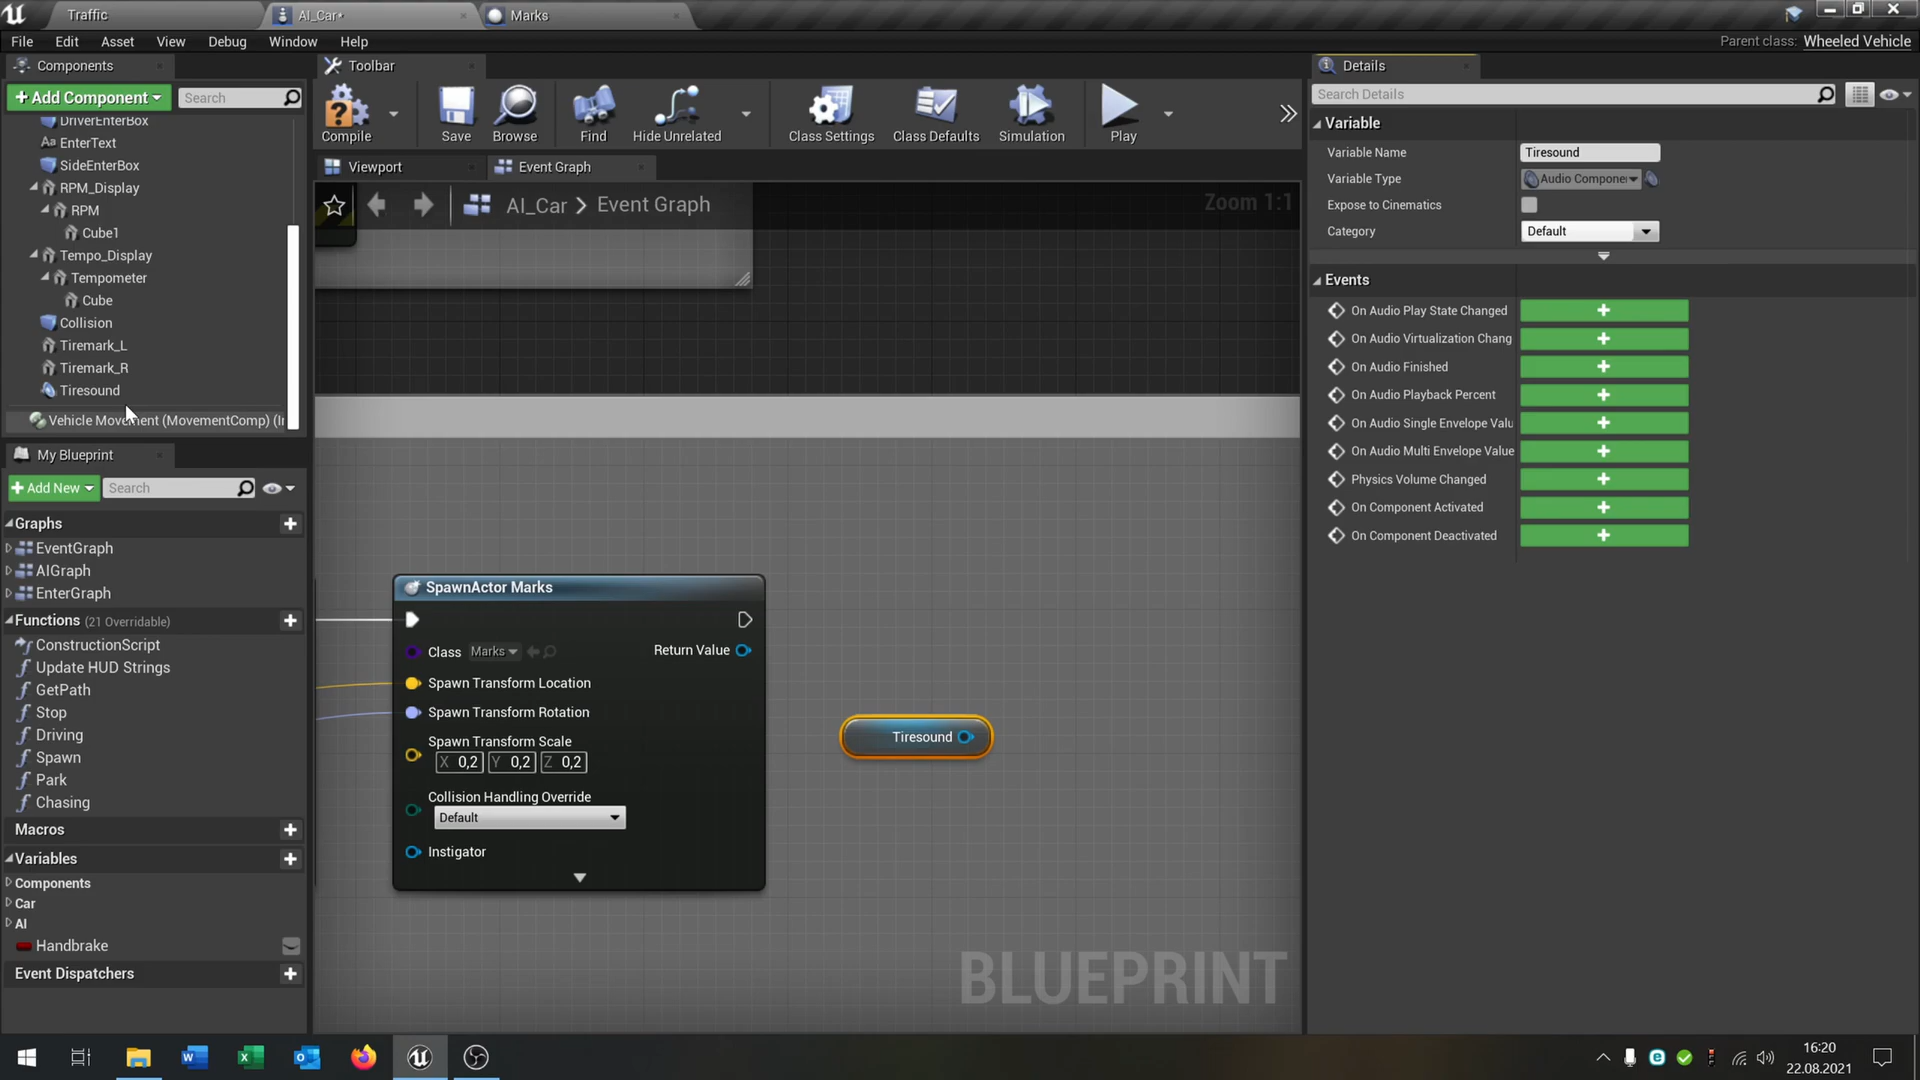 Traffic
AI_Car*
Marks
File Edit Asset View Debug Window Help
Parent class: Wheeled Vehicle
Components
Toolbar
Details
+ Add Component
Search
Compile
Save
Browse
Find
Hide Unrelated
Class Settings
Class Defaults
Simulation
Play
Search Details
DriverEnterBox
Aa EnterText
SideEnterBox
RPM_Display
RPM
Cube1
Tempo_Display
Tempometer
Cube
Collision
Tiremark_L
Tiremark_R
Tiresound
Vehicle Movement (MovementComp) (I
Viewport
Event Graph
AI_Car > Event Graph
Zoom 1:1
Variable
Variable Name
Tiresound
Variable Type
Audio Componen
Expose to Cinematics
Category
Default
Events
On Audio Play State Changed
On Audio Virtualization Chang
On Audio Finished
On Audio Playback Percent
On Audio Single Envelope Valu
On Audio Multi Envelope Value
Physics Volume Changed
On Component Activated
On Component Deactivated
My Blueprint
+ Add New
Search
Graphs
EventGraph
AIGraph
EnterGraph
Functions (21 Overridable)
ConstructionScript
Update HUD Strings
GetPath
Stop
Driving
Spawn
Park
Chasing
Macros
Variables
Components
Car
AI
Handbrake
Event Dispatchers
SpawnActor Marks
Class Marks
Return Value
Spawn Transform Location
Spawn Transform Rotation
Spawn Transform Scale
X 0,2 Y 0,2 Z 0,2
Collision Handling Override
Default
Instigator
Tiresound
BLUEPRINT
16:20
22.08.2021